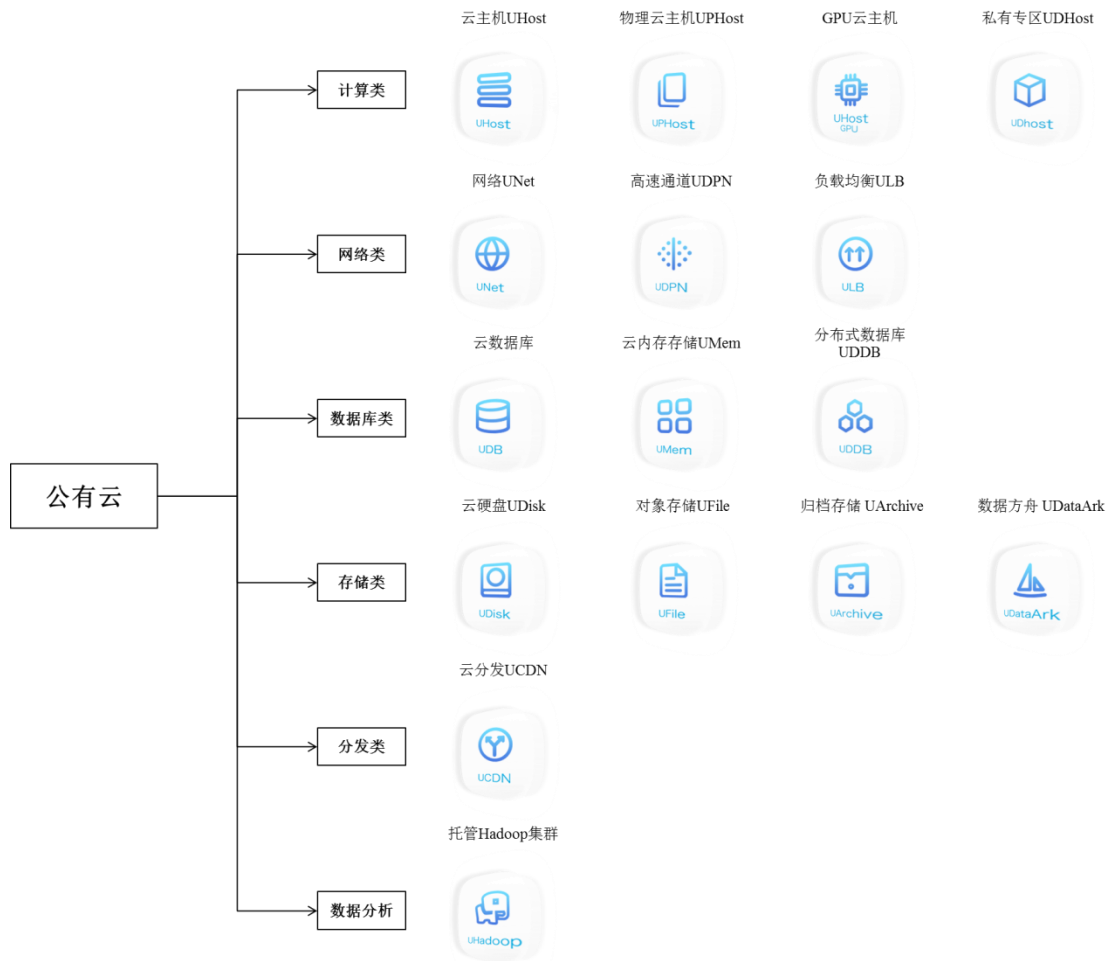 云主机UHost
物理云主机UPHost
GPU云主机
私有专区UDHost
计算类
UHost
UPHost
UHost
GPU
UDhost
网络UNet
高速通道UDPN
负载均衡ULB
网络类
UNet
UDPN
ULB
云数据库
云内存存储UMem
分布式数据库
UDDB
数据库类
UDB
UMem
UDDB
公有云
云硬盘UDisk
对象存储UFile
归档存储 UArchive
数据方舟 UDataArk
存储类
UDisk
UFile
UArchive
UDataArk
云分发UCDN
分发类
UCDN
托管Hadoop集群
数据分析
UHadoop